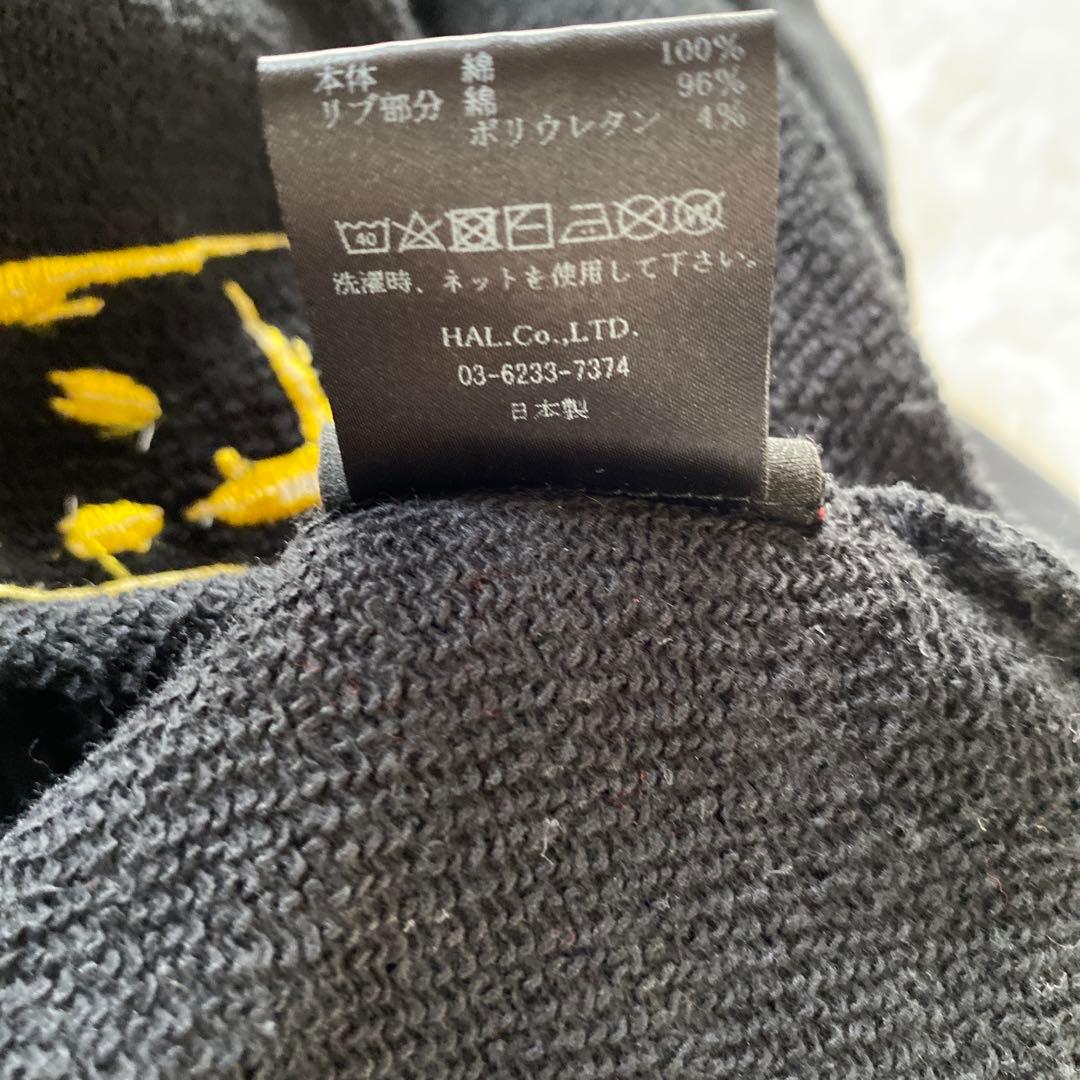 本体 綿 100%
リブ部分 綿 96%
ポリウレタン 4%
40 W
洗濯時、ネットを使用して下さい。
HAL.Co.,LTD.
03-6233-7374
日本製